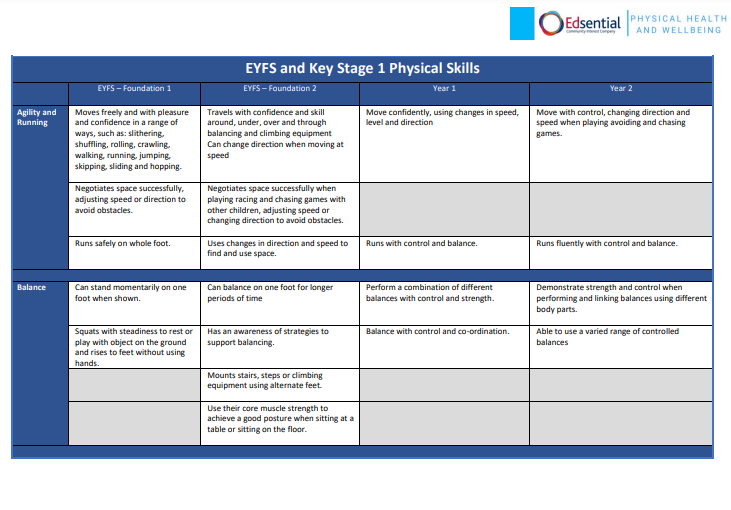 Edsential
Community Interest Company
PHYSICAL HEALTH
AND WELLBEING
EYFS and Key Stage 1 Physical Skills
EYFS – Foundation 1
EYFS – Foundation 2
Year 1
Year 2
Agility and
Running
Moves freely and with pleasure
and confidence in a range of
ways, such as: slithering,
shuffling, rolling, crawling,
walking, running, jumping,
skipping, sliding and hopping.
Travels with confidence and skill
around, under, over and through
balancing and climbing equipment
Can change direction when moving at
speed
Move confidently, using changes in speed,
level and direction
Move with control, changing direction and
speed when playing avoiding and chasing
games.
Negotiates space successfully,
adjusting speed or direction to
avoid obstacles.
Negotiates space successfully when
playing racing and chasing games with
other children, adjusting speed or
changing direction to avoid obstacles.
Runs safely on whole foot.
Uses changes in direction and speed to
find and use space.
Runs with control and balance.
Runs fluently with control and balance.
Balance
Can stand momentarily on one
foot when shown.
Can balance on one foot for longer
periods of time
Perform a combination of different
balances with control and strength.
Demonstrate strength and control when
performing and linking balances using different
body parts.
Squats with steadiness to rest or
play with object on the ground
and rises to feet without using
hands.
Has an awareness of strategies to
support balancing.
Balance with control and co-ordination.
Able to use a varied range of controlled
balances
Mounts stairs, steps or climbing
equipment using alternate feet.
Use their core muscle strength to
achieve a good posture when sitting at a
table or sitting on the floor.